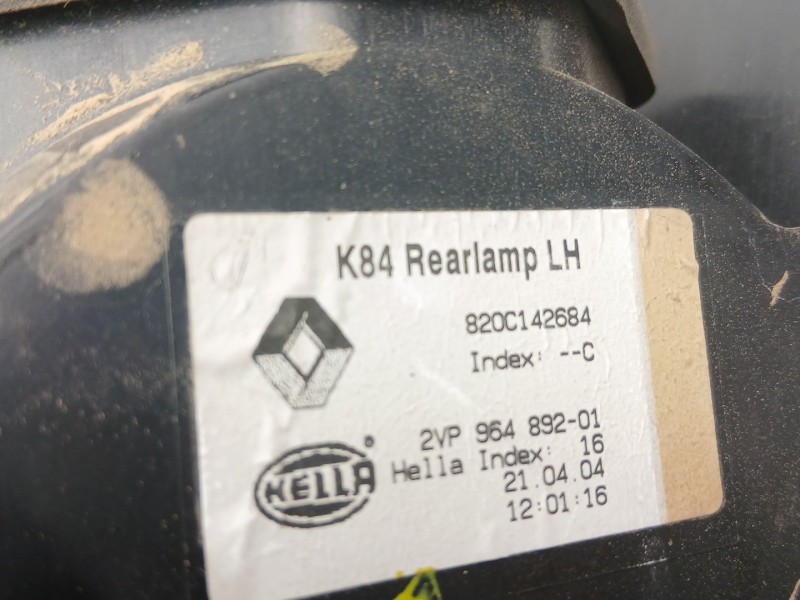 K84 Rearlamp LH
820C142684
Index: --C
2VP 964 892-01
Hella Index: 16
21.04.04
12:01:16
HELLA ®